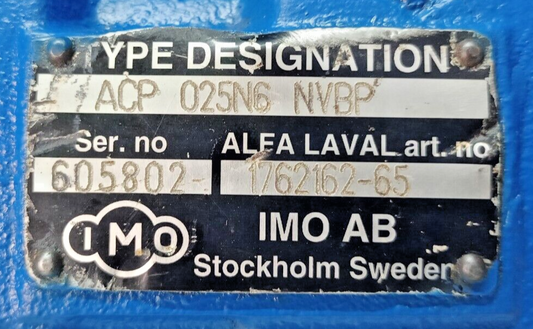 TYPE DESIGNATION
ACP 025N6 NVBP
Ser. no ALFA LAVAL art. no
605802- 1762162-65
IMO IMO AB
Stockholm Sweden